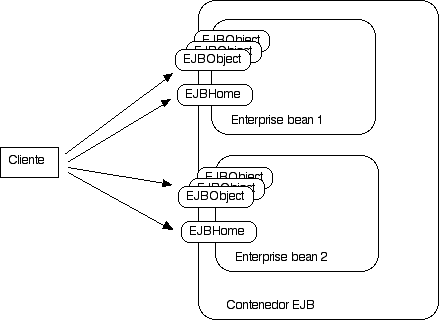 EJBObject
EJBObject
EJBObject
EJBHome
Enterprise bean 1
Cliente
EJBObject
EJBObject
EJBObject
EJBHome
Enterprise bean 2
Contenedor EJB